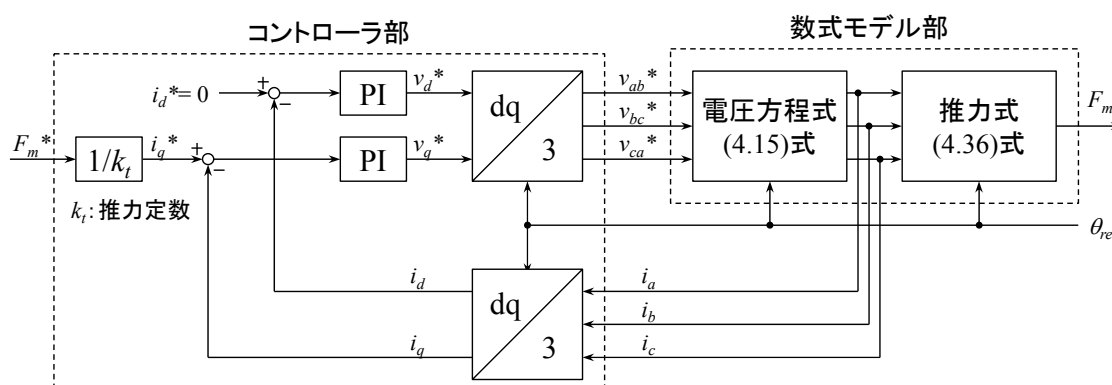 コントローラ部
数式モデル部
i_d*= 0
+
−
PI
v_d*
dq
3
v_ab*
v_bc*
v_ca*
電圧方程式
(4.15)式
推力式
(4.36)式
F_m
F_m*
1/k_t
i_q*
+
−
PI
v_q*
k_t: 推力定数
θ_re
i_d
i_q
dq
3
i_a
i_b
i_c